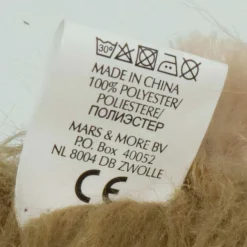 30°
MADE IN CHINA
100% POLYESTER/
POLIESTERE/
ПОЛИЭСТЕР
MARS & MORE BV
P.O. Box 40052
NL 8004 DB ZWOLLE
CE